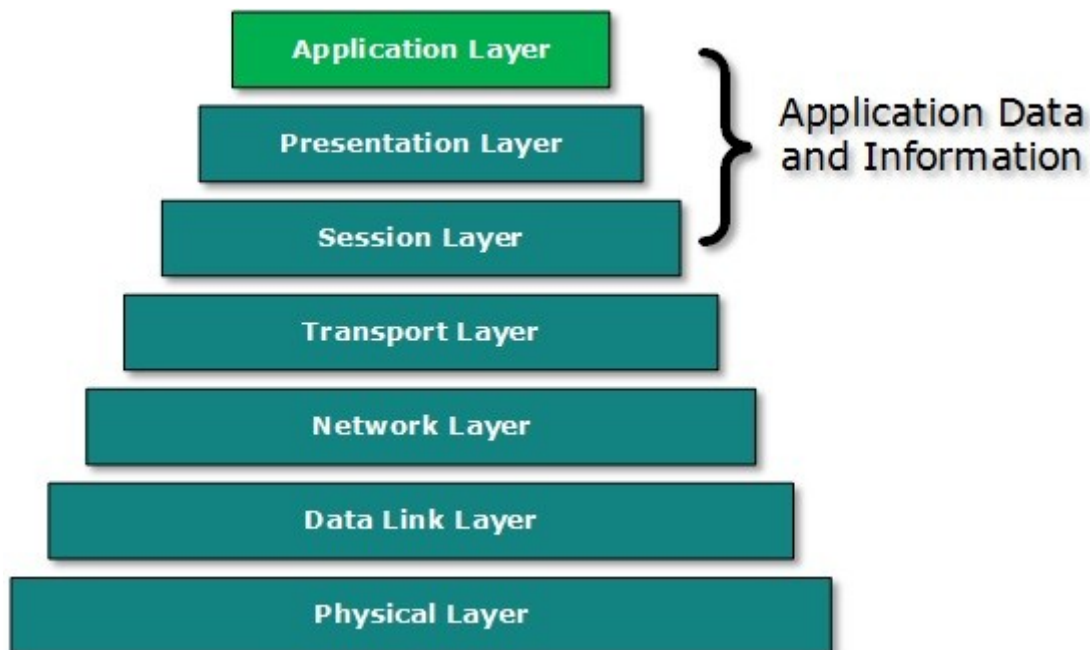 Application Layer
Presentation Layer
Session Layer
Transport Layer
Network Layer
Data Link Layer
Physical Layer
Application Data
and Information